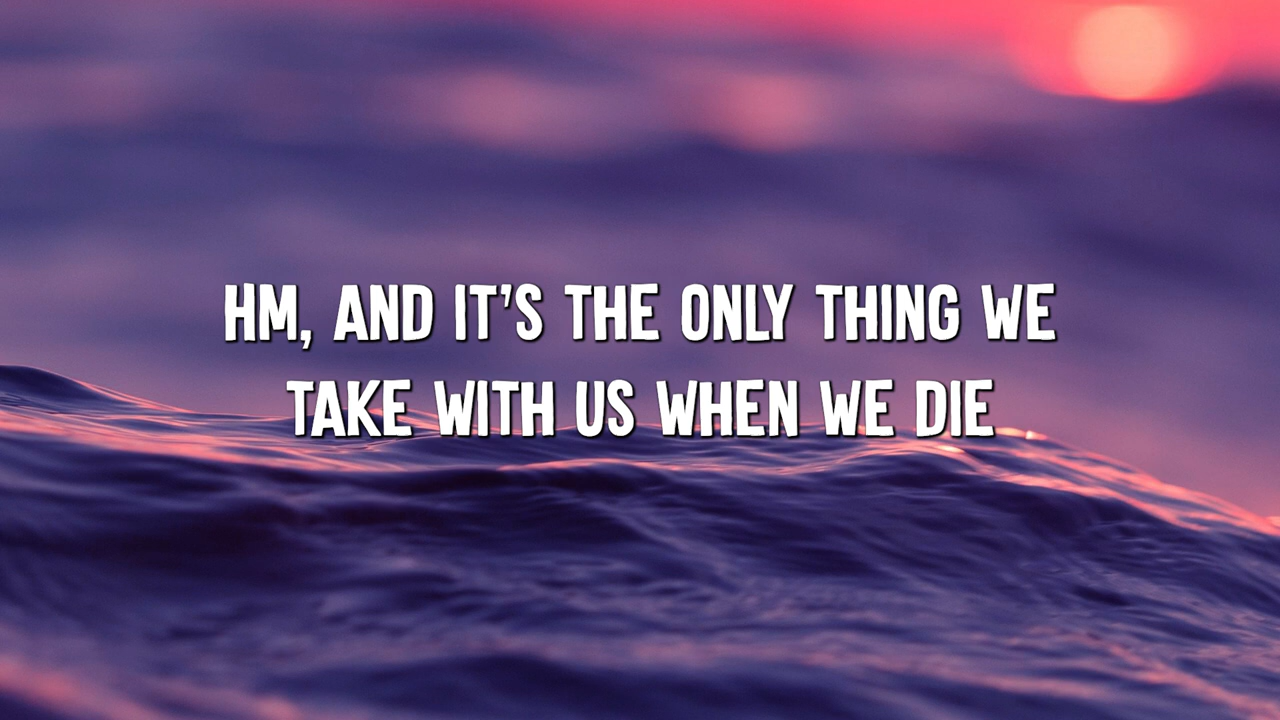 HM, AND IT'S THE ONLY THING WE
TAKE WITH US WHEN WE DIE